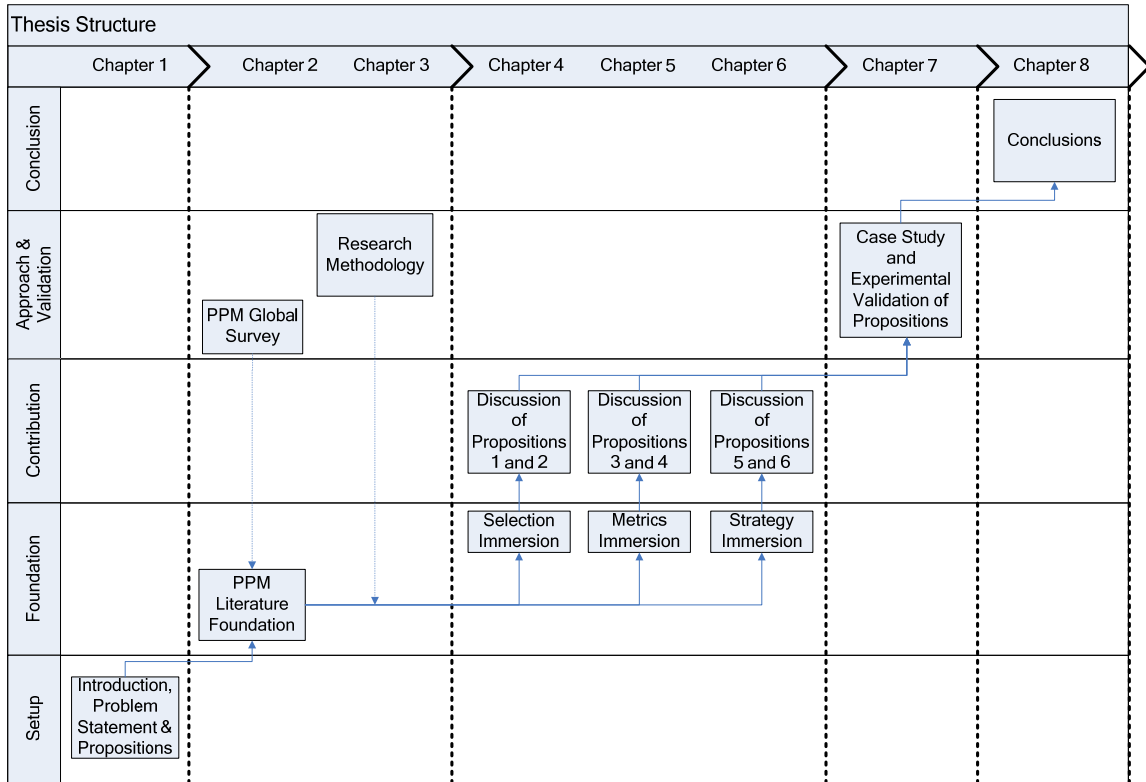 Thesis Structure
Chapter 1
Chapter 2
Chapter 3
Chapter 4
Chapter 5
Chapter 6
Chapter 7
Chapter 8
Conclusion
Conclusions
Approach &
Validation
Research
Methodology
PPM Global
Survey
Case Study
and
Experimental
Validation of
Propositions
Contribution
Discussion
of
Propositions
1 and 2
Discussion
of
Propositions
3 and 4
Discussion
of
Propositions
5 and 6
Foundation
Selection
Immersion
Metrics
Immersion
Strategy
Immersion
PPM
Literature
Foundation
Setup
Introduction,
Problem
Statement &
Propositions